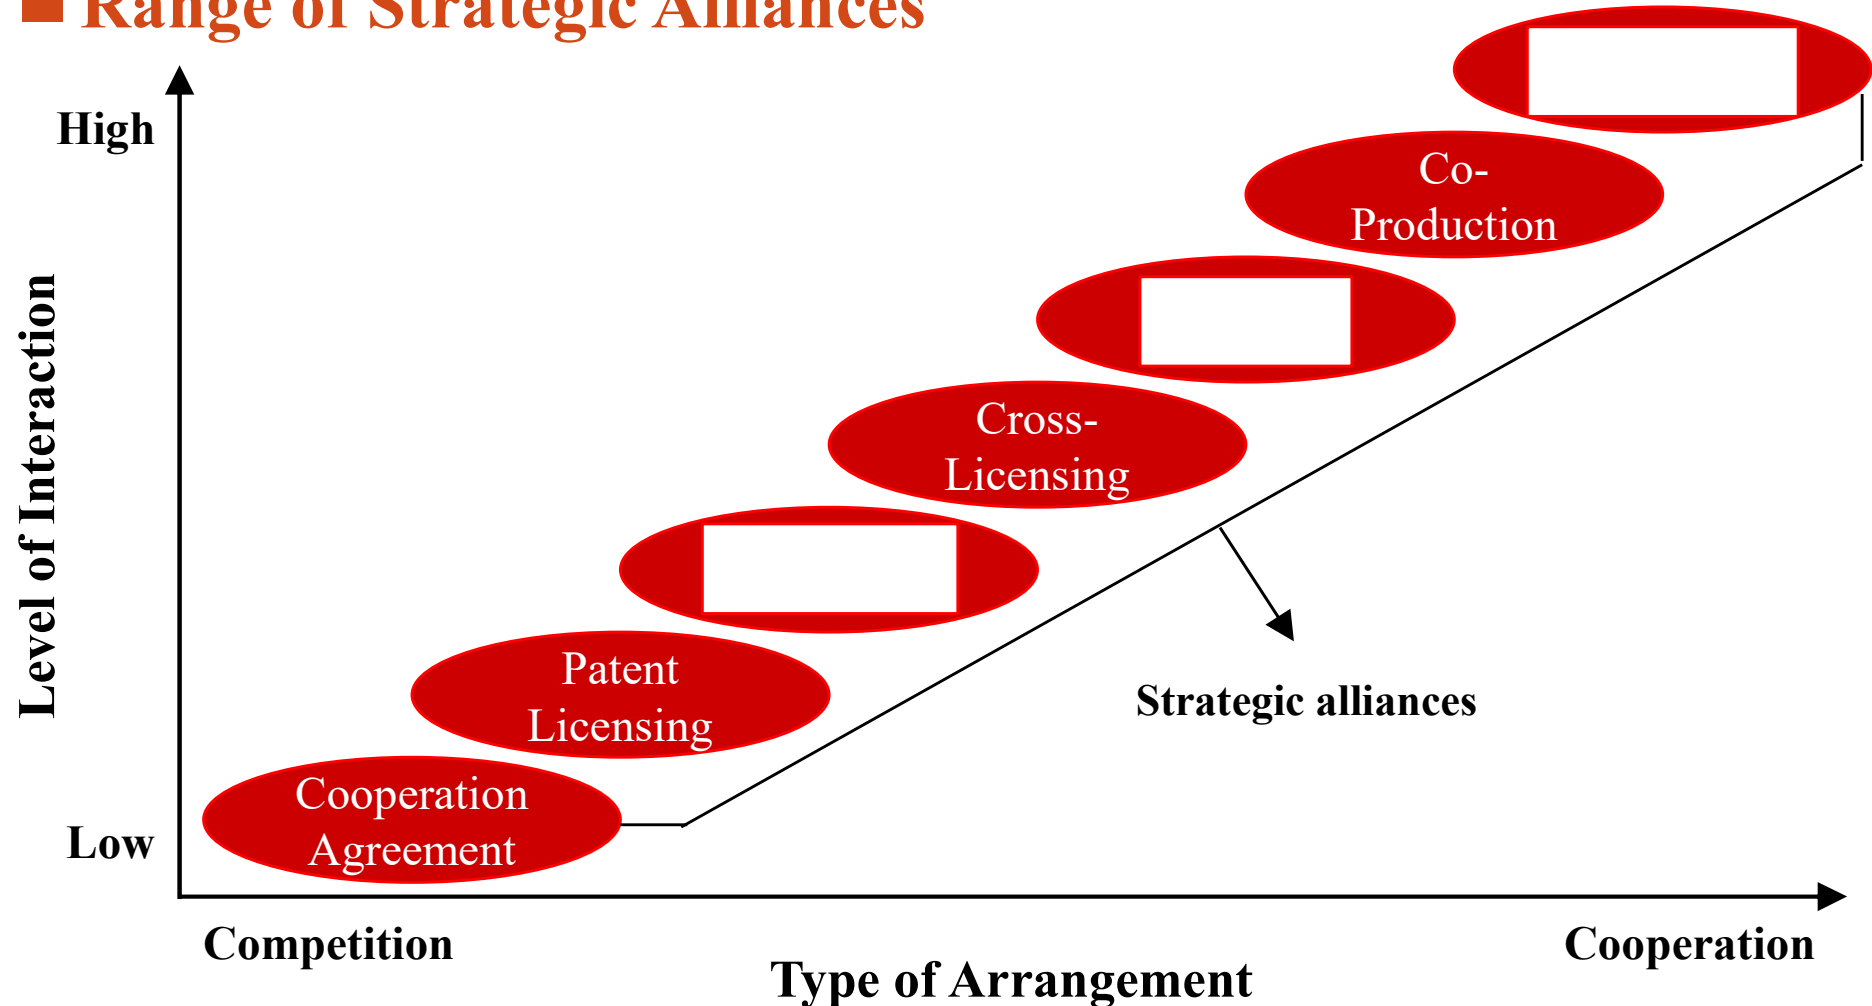 Range of Strategic Alliances
High
Co-
Production
Cross-
Licensing
Level of Interaction
Patent
Licensing
Strategic alliances
Cooperation
Agreement
Low
Competition
Cooperation
Type of Arrangement